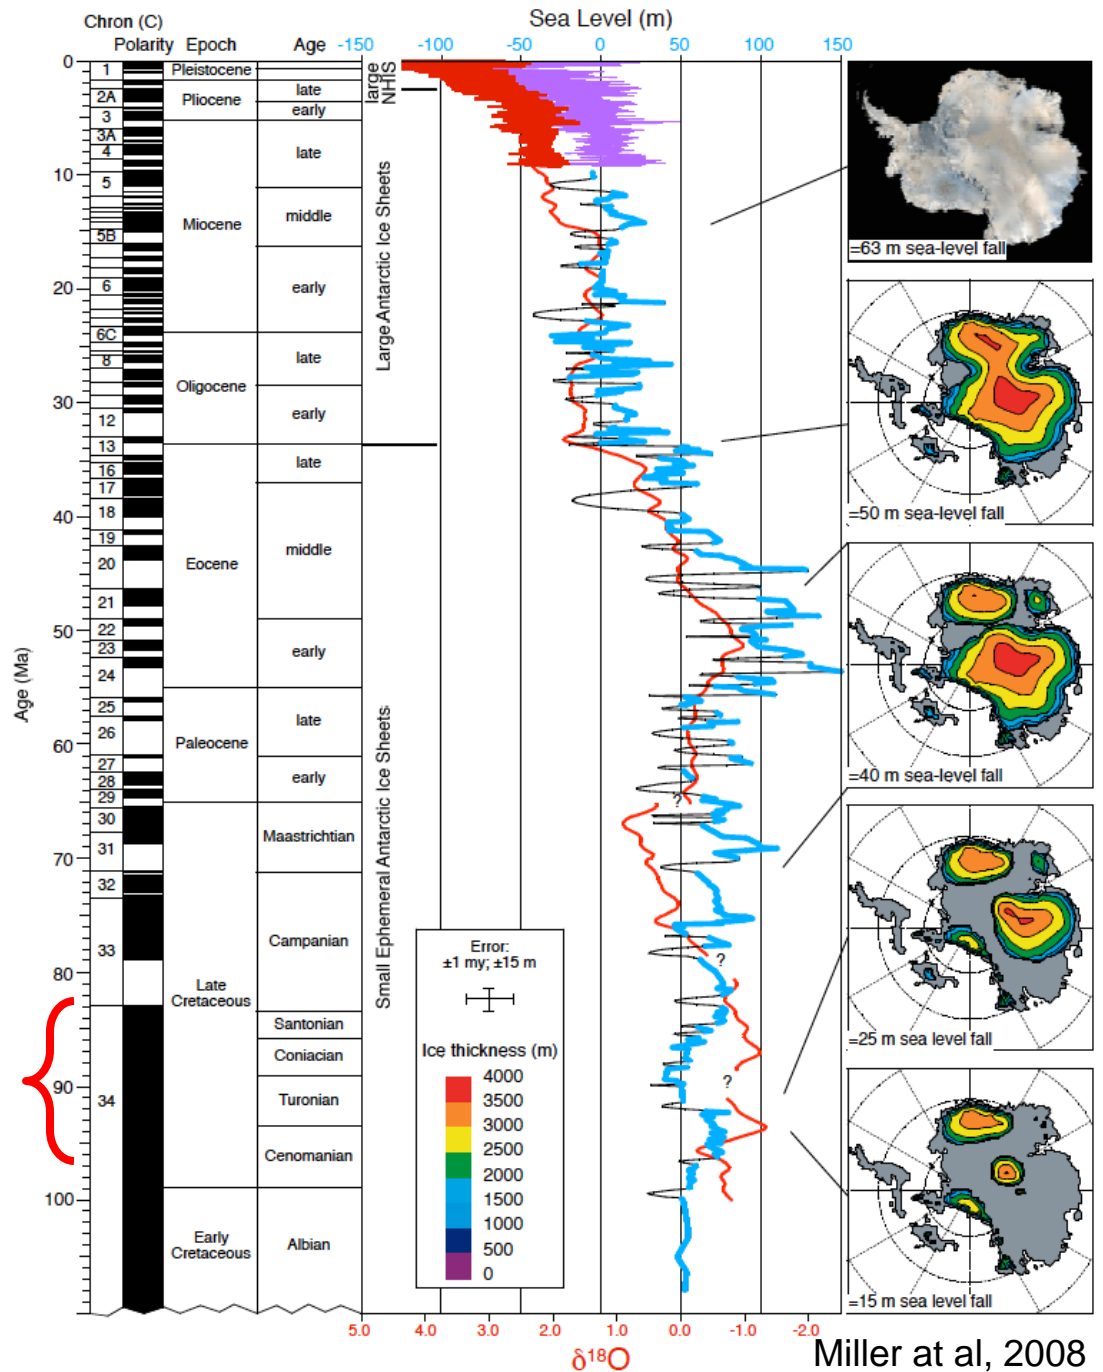 Sea Level (m)
Chron (C)
Polarity Epoch Age -150 -100 -50 0 50 100 150
0
10
20
30
40
50
60
70
80
90
100
Age (Ma)
1
2A
3
3A
4
5
5B
6
6C
8
12
13
16
17
18
19
20
21
22
23
24
25
26
27
28
29
30
31
32
33
34
Pleistocene
Pliocene
Miocene
Oligocene
Eocene
Paleocene
Late
Cretaceous
Early
Cretaceous
late
early
late
middle
early
late
early
late
middle
early
late
early
Maastrichtian
Campanian
Santonian
Coniacian
Turonian
Cenomanian
Albian
large
NHIS
Large Antarctic Ice Sheets
Small Ephemeral Antarctic Ice Sheets
?
?
?
Error:
±1 my; ±15 m
Ice thickness (m)
4000
3500
3000
2500
2000
1500
1000
500
0
=63 m sea-level fall
=50 m sea-level fall
=40 m sea-level fall
=25 m sea level fall
=15 m sea level fall
5.0 4.0 3.0 2.0 1.0 0.0 -1.0 -2.0
δ¹⁸O
Miller at al, 2008